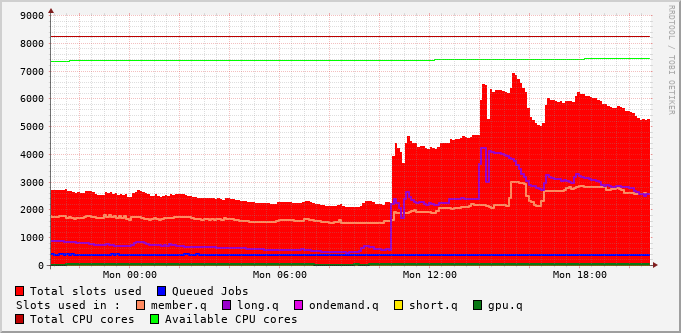 9000
8000
7000
6000
5000
4000
3000
2000
1000
0
Mon 00:00 Mon 06:00 Mon 12:00 Mon 18:00
RRDTOOL / TOBI OETIKER
Total slots used Queued Jobs
Slots used in : member.q long.q ondemand.q short.q gpu.q
Total CPU cores Available CPU cores